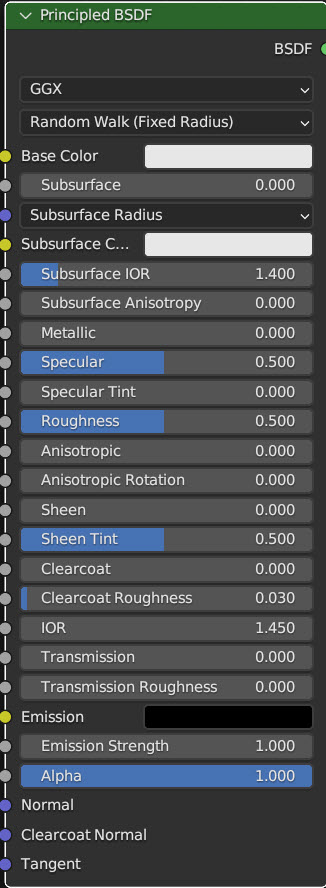 Principled BSDF
BSDF
GGX
Random Walk (Fixed Radius)
Base Color
Subsurface 0.000
Subsurface Radius
Subsurface C...
Subsurface IOR 1.400
Subsurface Anisotropy 0.000
Metallic 0.000
Specular 0.500
Specular Tint 0.000
Roughness 0.500
Anisotropic 0.000
Anisotropic Rotation 0.000
Sheen 0.000
Sheen Tint 0.500
Clearcoat 0.000
Clearcoat Roughness 0.030
IOR 1.450
Transmission 0.000
Transmission Roughness 0.000
Emission
Emission Strength 1.000
Alpha 1.000
Normal
Clearcoat Normal
Tangent